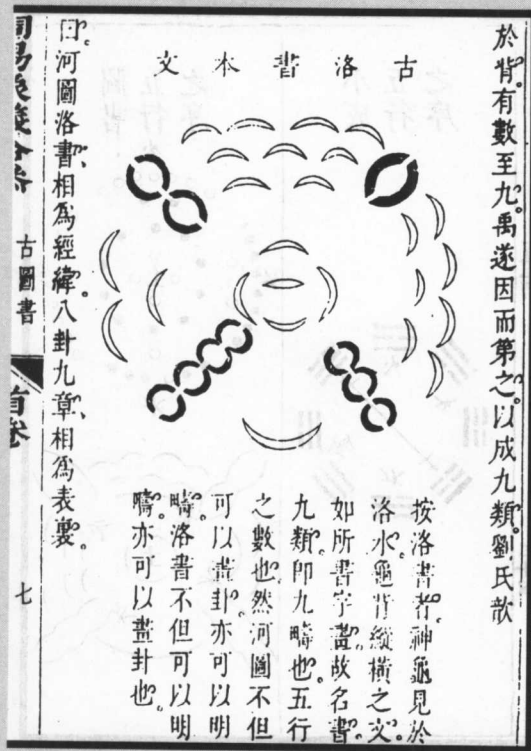 於背。有數至九。禹遂因而第之。以成九類。劉氏歆
古洛書本文
按洛書者。神龜見於
洛水。龜背縱橫之文。
如所書字畫。故名書。
九類。即九疇也。五行
之數也。然河圖不但
可以畫卦。亦可以明
疇。洛書不但可以明
疇。亦可以畫卦也。
曰。河圖洛書、相爲經緯。八卦九章、相爲表裏。
古圖書
首卷
七